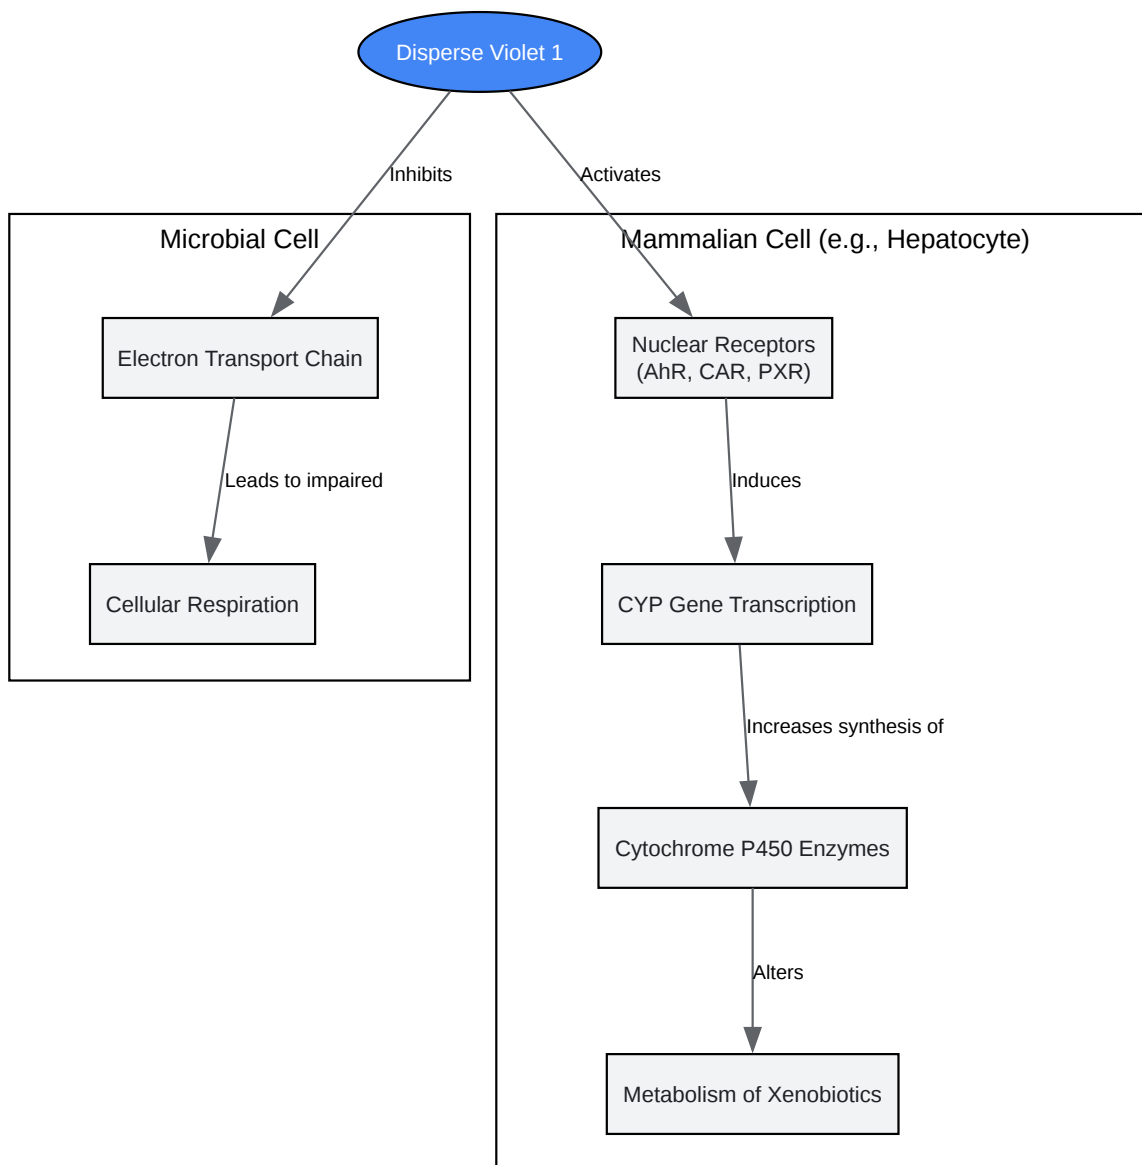 Disperse Violet 1
Inhibits
Activates
Microbial Cell
Mammalian Cell (e.g., Hepatocyte)
Electron Transport Chain
Nuclear Receptors
(AhR, CAR, PXR)
Leads to impaired
Induces
Cellular Respiration
CYP Gene Transcription
Increases synthesis of
Cytochrome P450 Enzymes
Alters
Metabolism of Xenobiotics